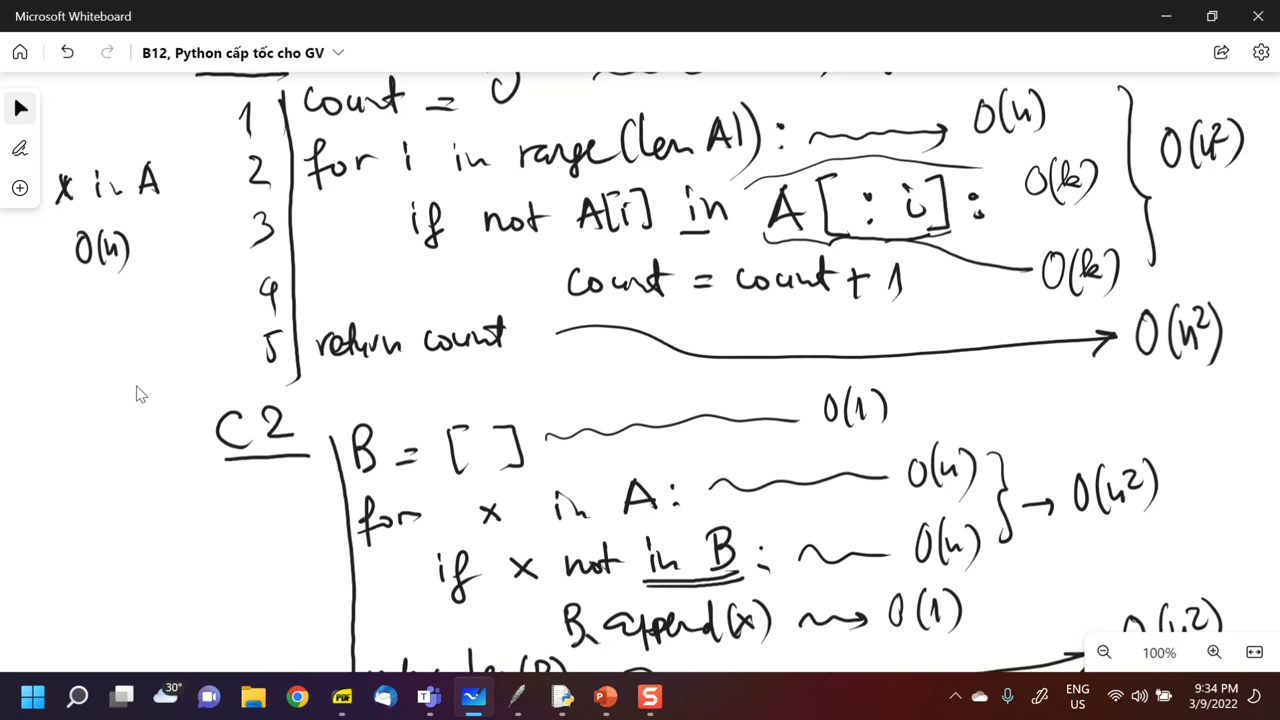 Microsoft Whiteboard
B12, Python cấp tốc cho GV
1 count = 0
2 for i in range(len A)): O(n)
3 if not A[i] in A[:i]: O(k)
O(k)
4 count = count + 1
5 return count O(n²)
O(n²)
x in A
O(n)
C2
B = [ ] O(1)
for x in A: O(n)
if x not in B: O(n)
→ O(n²)
B.append(x) O(1)
O(n²)
100%
30°
PDF
ENG
US
9:34 PM
3/9/2022